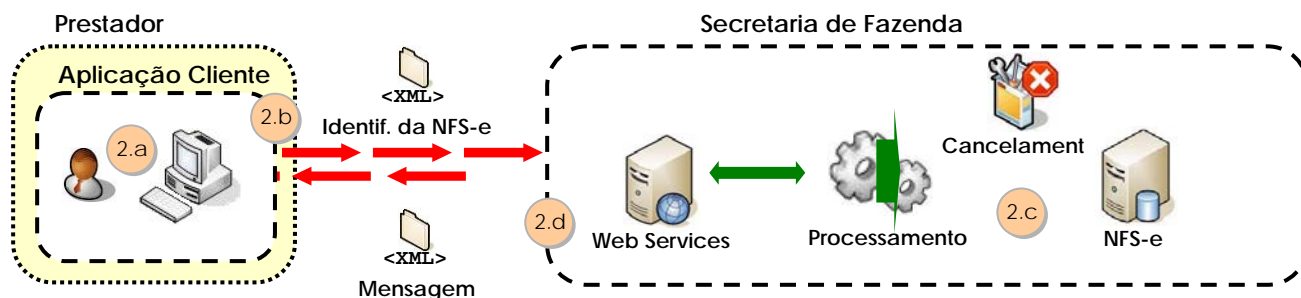 Prestador
Secretaria de Fazenda
Aplicação Cliente
<XML>
2.b
Identif. da NFS-e
2.a
Cancelament
2.c
2.d
Web Services
Processamento
NFS-e
<XML>
Mensagem